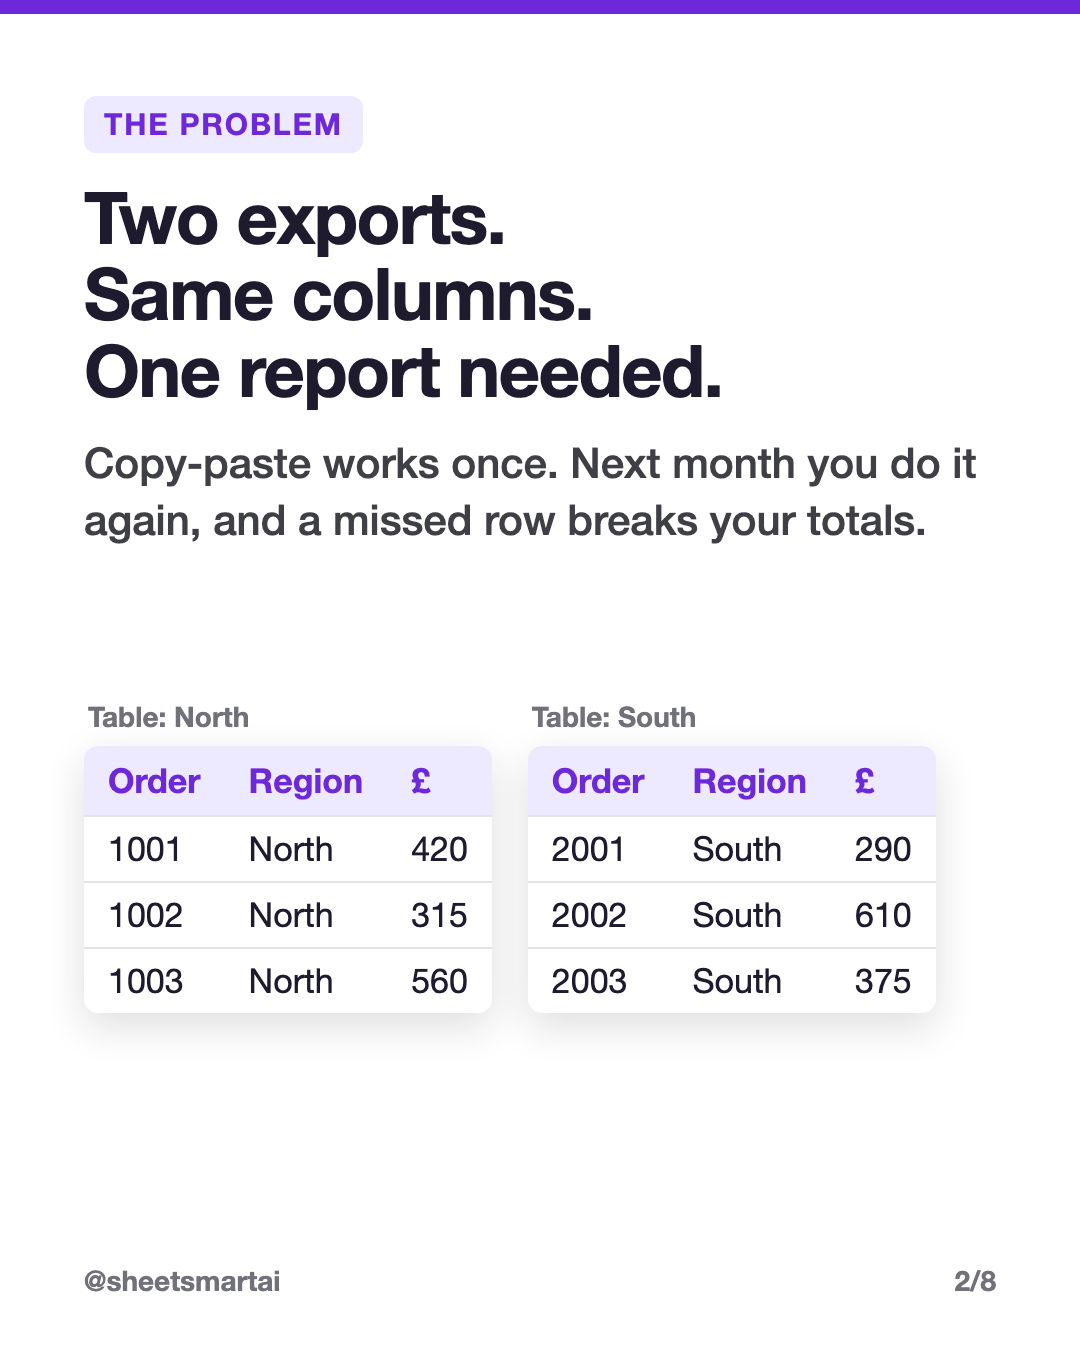 THE PROBLEM
Two exports.
Same columns.
One report needed.
Copy-paste works once. Next month you do it
again, and a missed row breaks your totals.
Table: North
Order Region £
1001 North 420
1002 North 315
1003 North 560
Table: South
Order Region £
2001 South 290
2002 South 610
2003 South 375
@sheetsmartai
2/8